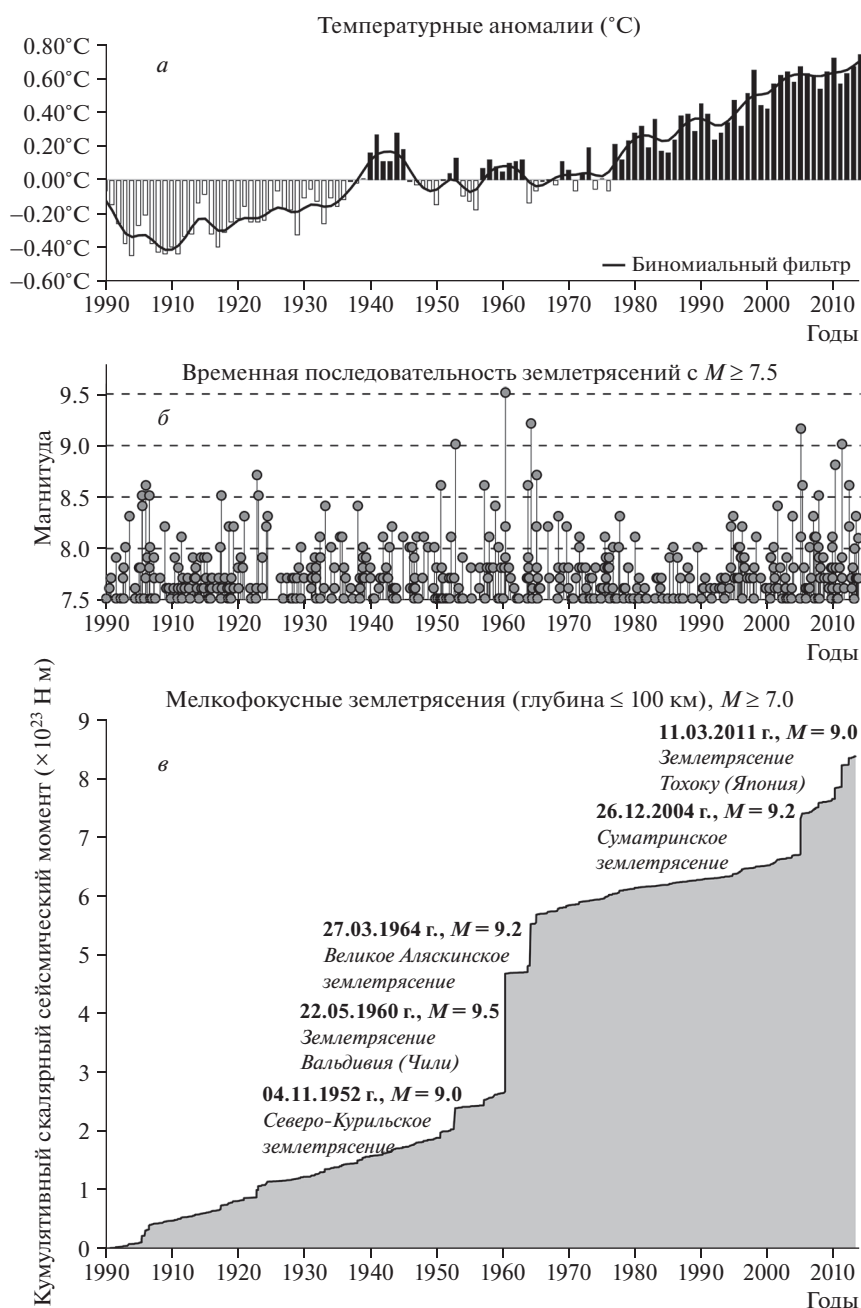 Температурные аномалии (°C)
а
0.80°C
0.60°C
0.40°C
0.20°C
0.00°C
−0.20°C
−0.40°C
−0.60°C
Биномиальный фильтр
1990 1910 1920 1930 1940 1950 1960 1970 1980 1990 2000 2010
Годы
Временная последовательность землетрясений с M ≥ 7.5
б
Магнитуда
9.5
9.0
8.5
8.0
7.5
1990 1910 1920 1930 1940 1950 1960 1970 1980 1990 2000 2010
Годы
Мелкофокусные землетрясения (глубина ≤ 100 км), M ≥ 7.0
в
Кумулятивный скалярный сейсмический момент (×10²³ Н м)
9
8
7
6
5
4
3
2
1
0
11.03.2011 г., M = 9.0
Землетрясение
Тохоку (Япония)
26.12.2004 г., M = 9.2
Суматринское
землетрясение
27.03.1964 г., M = 9.2
Великое Аляскинское
землетрясение
22.05.1960 г., M = 9.5
Землетрясение
Вальдивия (Чили)
04.11.1952 г., M = 9.0
Северо-Курильское
землетрясение
1990 1910 1920 1930 1940 1950 1960 1970 1980 1990 2000 2010
Годы